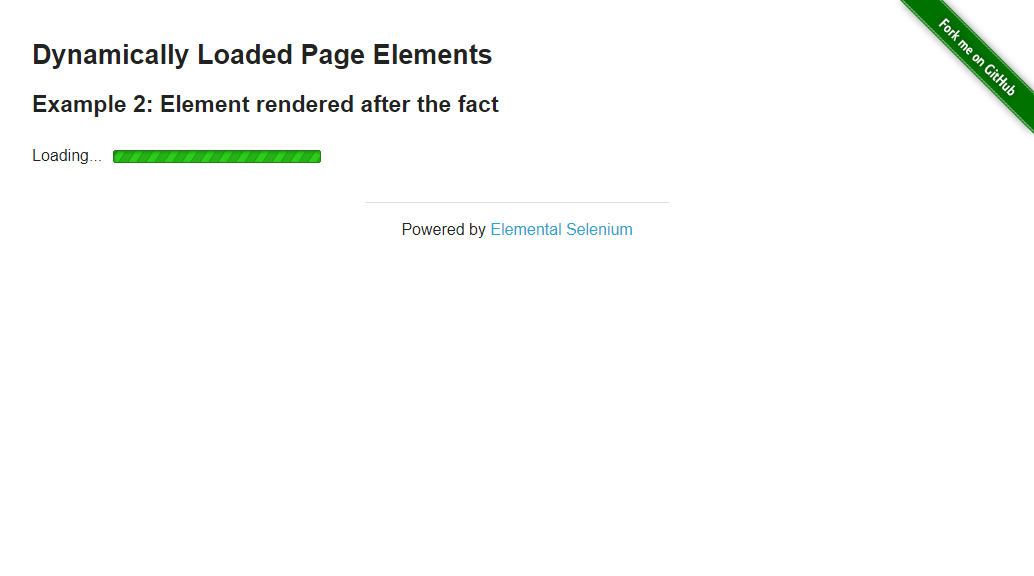 Fork me on GitHub
Dynamically Loaded Page Elements
Example 2: Element rendered after the fact
Loading...
Powered by Elemental Selenium